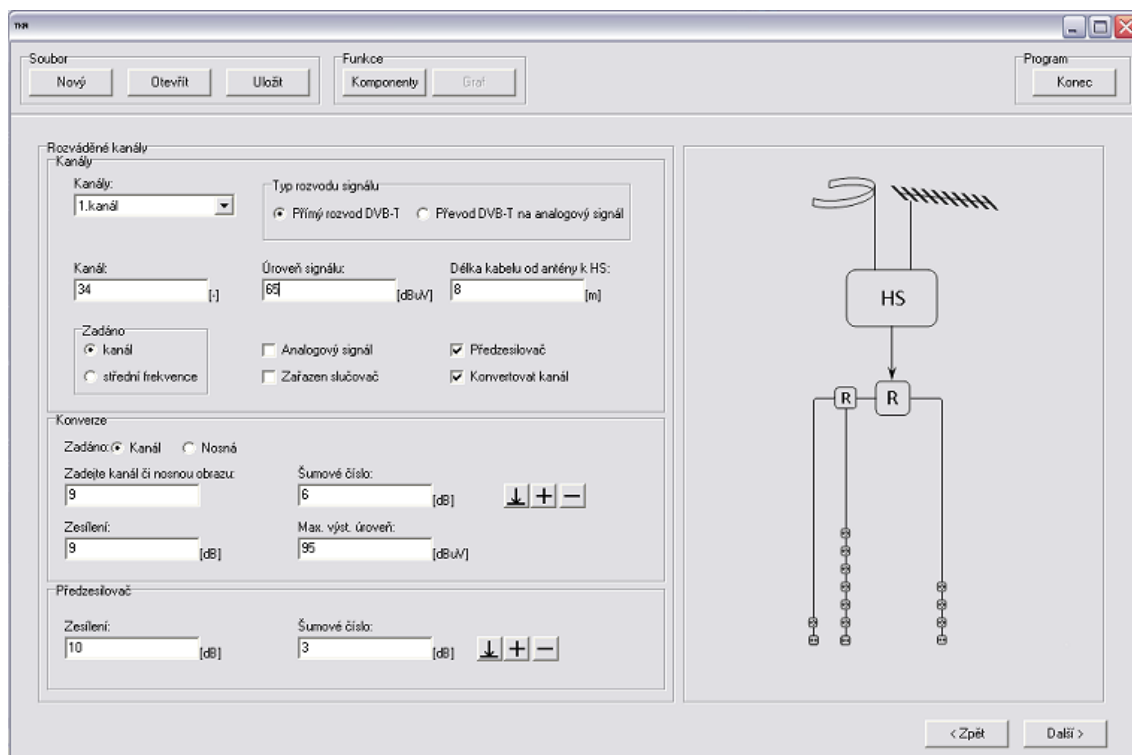 TKR
Soubor
Nový
Otevřít
Uložit
Funkce
Komponenty
Graf
Program
Konec
Rozváděné kanály
Kanály
Kanály:
1.kanál
Typ rozvodu signálu
Přímý rozvod DVB-T
Převod DVB-T na analogový signál
Kanál:
34
[-]
Úroveň signálu:
65
[dBuV]
Délka kabelu od antény k HS:
8
[m]
Zadáno
kanál
střední frekvence
Analogový signál
Zařazen slučovač
Předzesilovač
Konvertovat kanál
Konverze
Zadáno:
Kanál
Nosná
Zadejte kanál či nosnou obrazu:
9
Šumové číslo:
6
[dB]
Zesílení:
9
[dB]
Max. výst. úroveň:
95
[dBuV]
Předzesilovač
Zesílení:
10
[dB]
Šumové číslo:
3
[dB]
HS
R
R
< Zpět
Další >